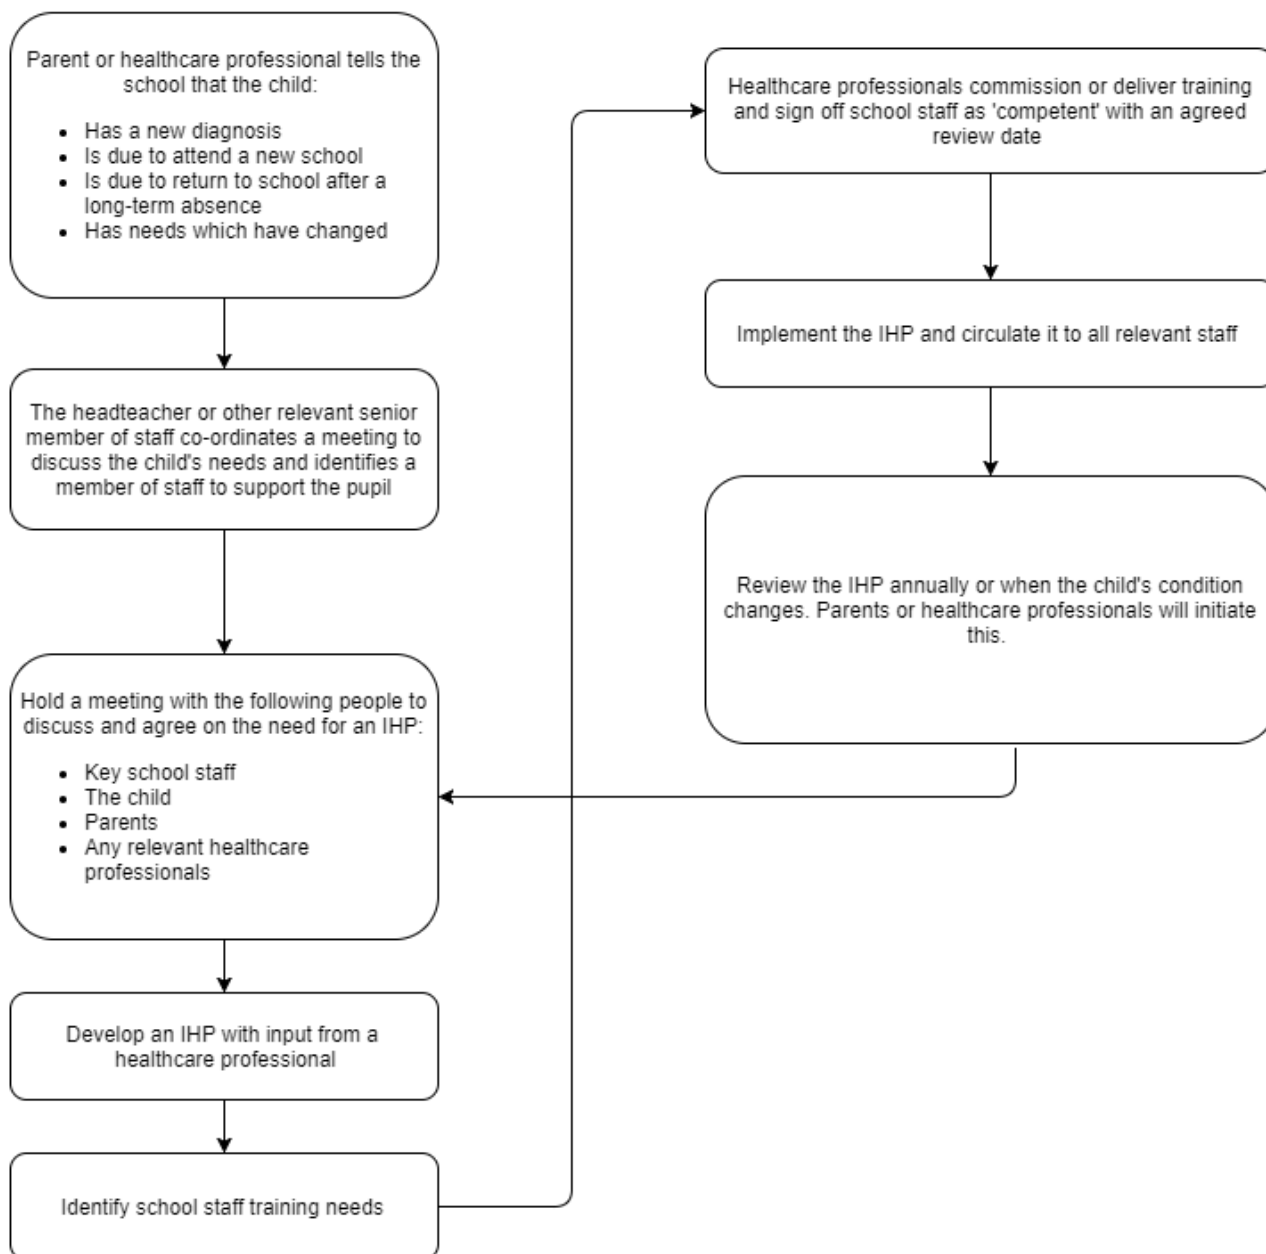 Parent or healthcare professional tells the
school that the child:
• Has a new diagnosis
• Is due to attend a new school
• Is due to return to school after a
long-term absence
• Has needs which have changed
The headteacher or other relevant senior
member of staff co-ordinates a meeting to
discuss the child's needs and identifies a
member of staff to support the pupil
Hold a meeting with the following people to
discuss and agree on the need for an IHP:
• Key school staff
• The child
• Parents
• Any relevant healthcare
professionals
Develop an IHP with input from a
healthcare professional
Identify school staff training needs
Healthcare professionals commission or deliver training
and sign off school staff as 'competent' with an agreed
review date
Implement the IHP and circulate it to all relevant staff
Review the IHP annually or when the child's condition
changes. Parents or healthcare professionals will initiate
this.